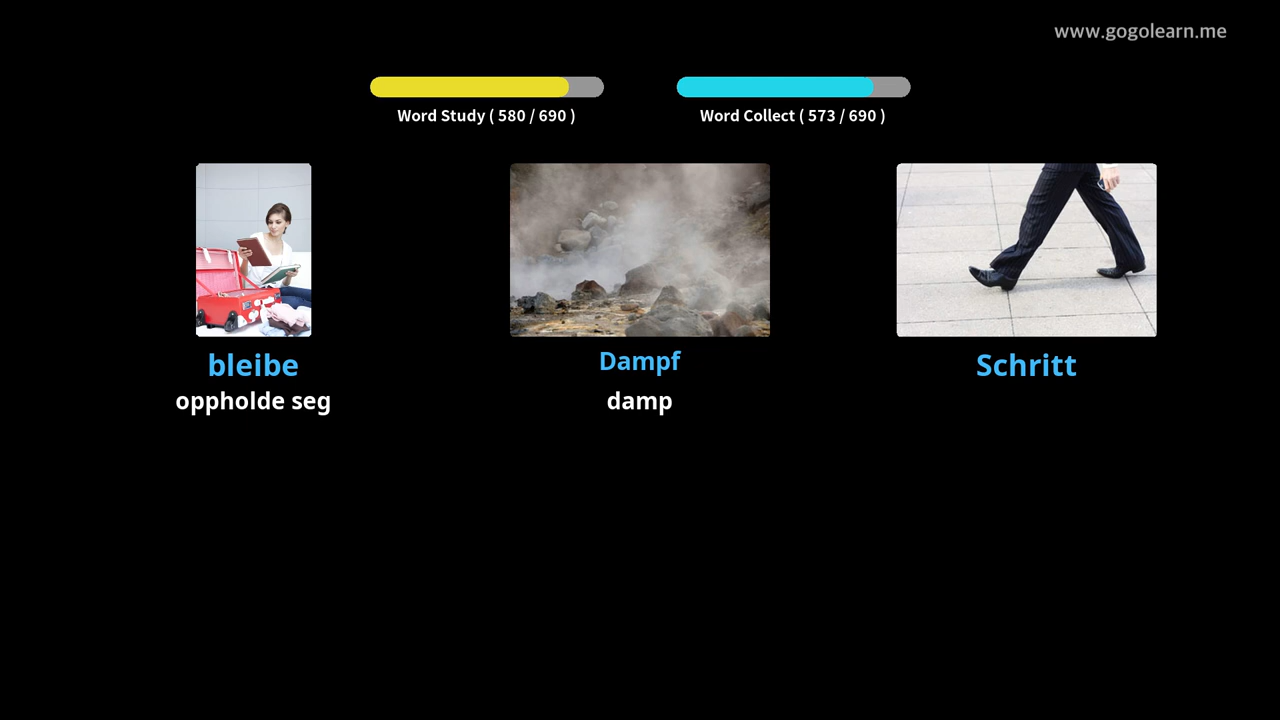 www.gogolearn.me
Word Study ( 580 / 690 )
Word Collect ( 573 / 690 )
bleibe
oppholde seg
Dampf
damp
Schritt